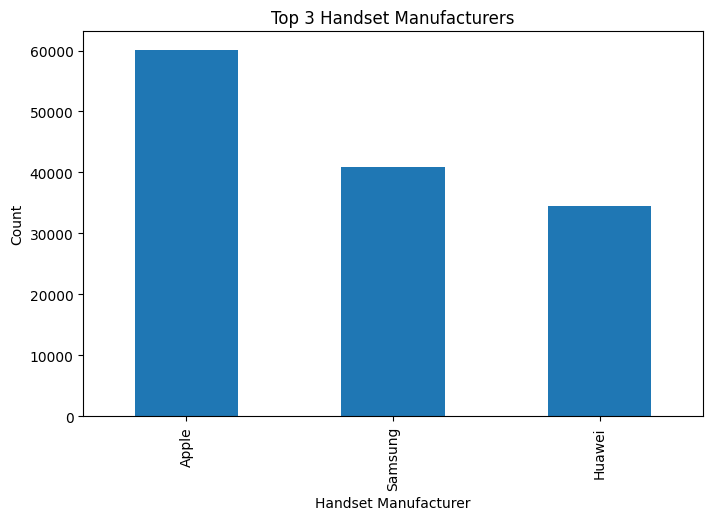 Top 3 Handset Manufacturers
Count
60000
50000
40000
30000
20000
10000
0
Apple
Samsung
Huawei
Handset Manufacturer